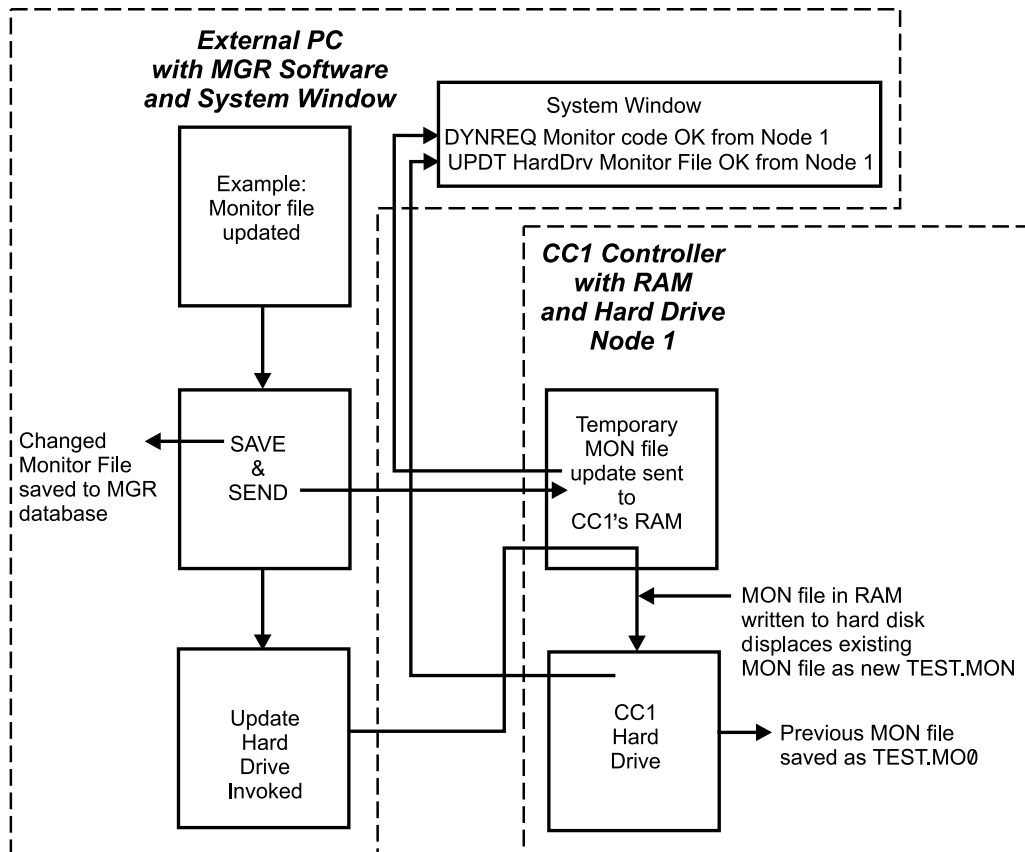 External PC
with MGR Software
and System Window
System Window
DYNREQ Monitor code OK from Node 1
UPDT HardDrv Monitor File OK from Node 1
Example:
Monitor file
updated
CC1 Controller
with RAM
and Hard Drive
Node 1
Changed
Monitor File
saved to MGR
database
SAVE
&
SEND
Temporary
MON file
update sent
to
CC1's RAM
MON file in RAM
written to hard disk
displaces existing
MON file as new TEST.MON
Update
Hard
Drive
Invoked
CC1
Hard
Drive
Previous MON file
saved as TEST.MO0